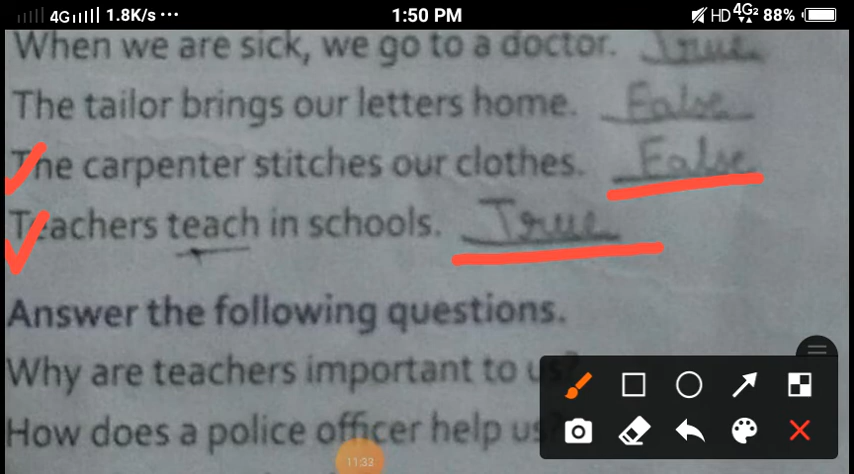 4G 1.8K/s ··· 1:50 PM HD 4G 2 88%
When we are sick, we go to a doctor. True
The tailor brings our letters home. False
The carpenter stitches our clothes. False
Teachers teach in schools. True
Answer the following questions.
Why are teachers important to us?
How does a police officer help us?
11:33